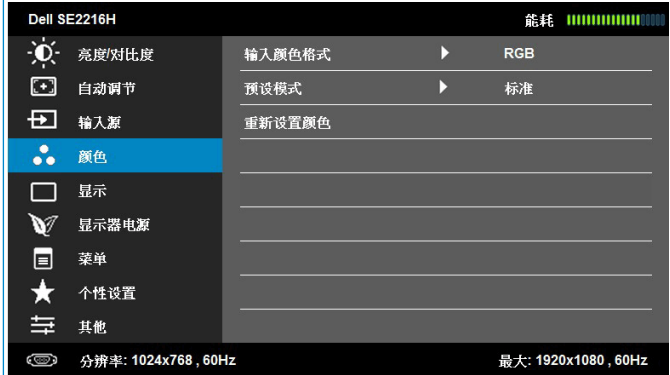 Dell SE2216H 能耗
亮度/对比度 输入颜色格式 RGB
自动调节 预设模式 标准
输入源 重新设置颜色
颜色
显示
显示器电源
菜单
个性设置
其他
分辨率: 1024x768 , 60Hz 最大: 1920x1080 , 60Hz